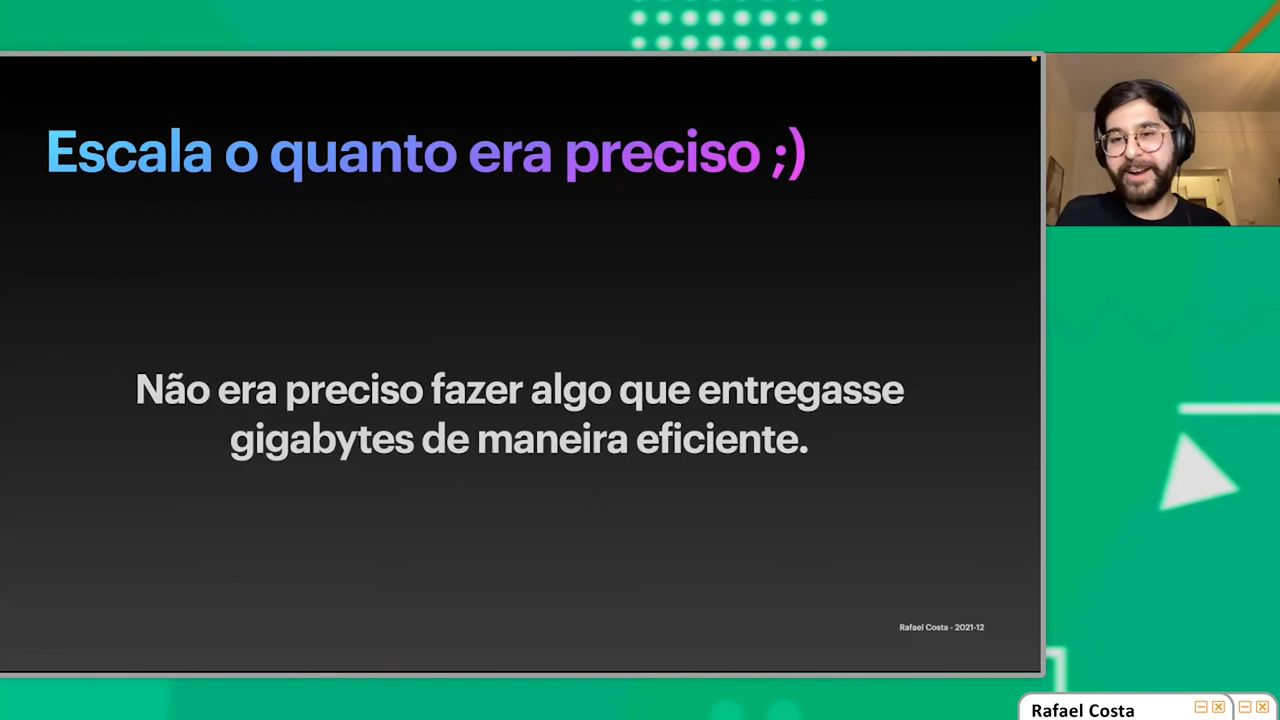 Escala o quanto era preciso ;)
Não era preciso fazer algo que entregasse
gigabytes de maneira eficiente.
Rafael Costa - 2021-12
Rafael Costa